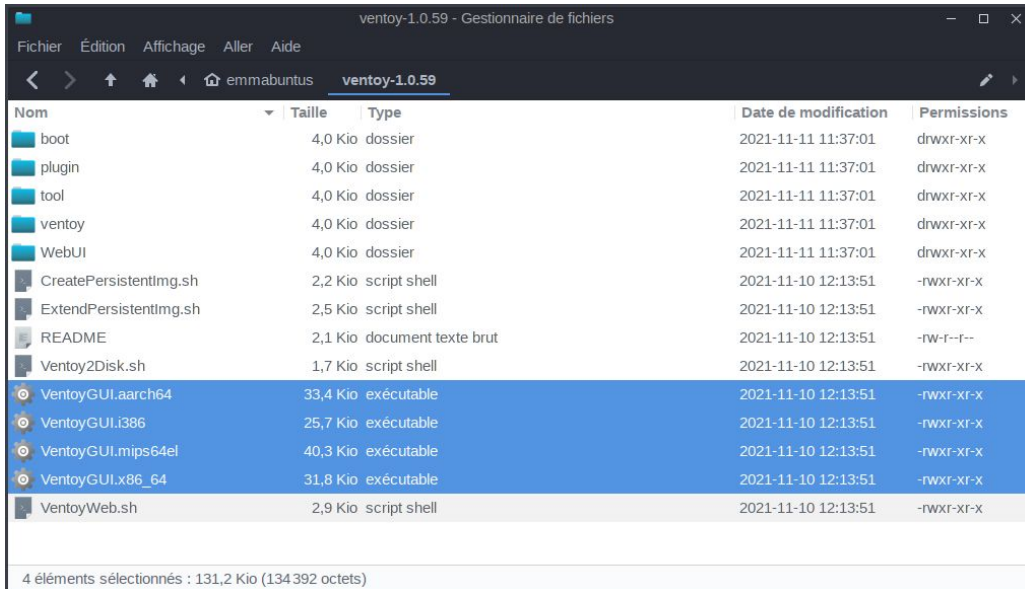 ventoy-1.0.59 - Gestionnaire de fichiers
Fichier Édition Affichage Aller Aide
emmabuntus ventoy-1.0.59
Nom Taille Type Date de modification Permissions
boot 4,0 Kio dossier 2021-11-11 11:37:01 drwxr-xr-x
plugin 4,0 Kio dossier 2021-11-11 11:37:01 drwxr-xr-x
tool 4,0 Kio dossier 2021-11-11 11:37:01 drwxr-xr-x
ventoy 4,0 Kio dossier 2021-11-11 11:37:01 drwxr-xr-x
WebUI 4,0 Kio dossier 2021-11-11 11:37:01 drwxr-xr-x
CreatePersistentImg.sh 2,2 Kio script shell 2021-11-10 12:13:51 -rwxr-xr-x
ExtendPersistentImg.sh 2,5 Kio script shell 2021-11-10 12:13:51 -rwxr-xr-x
README 2,1 Kio document texte brut 2021-11-10 12:13:51 -rw-r--r--
Ventoy2Disk.sh 1,7 Kio script shell 2021-11-10 12:13:51 -rwxr-xr-x
VentoyGUI.aarch64 33,4 Kio exécutable 2021-11-10 12:13:51 -rwxr-xr-x
VentoyGUI.i386 25,7 Kio exécutable 2021-11-10 12:13:51 -rwxr-xr-x
VentoyGUI.mips64el 40,3 Kio exécutable 2021-11-10 12:13:51 -rwxr-xr-x
VentoyGUI.x86_64 31,8 Kio exécutable 2021-11-10 12:13:51 -rwxr-xr-x
VentoyWeb.sh 2,9 Kio script shell 2021-11-10 12:13:51 -rwxr-xr-x
4 éléments sélectionnés : 131,2 Kio (134 392 octets)